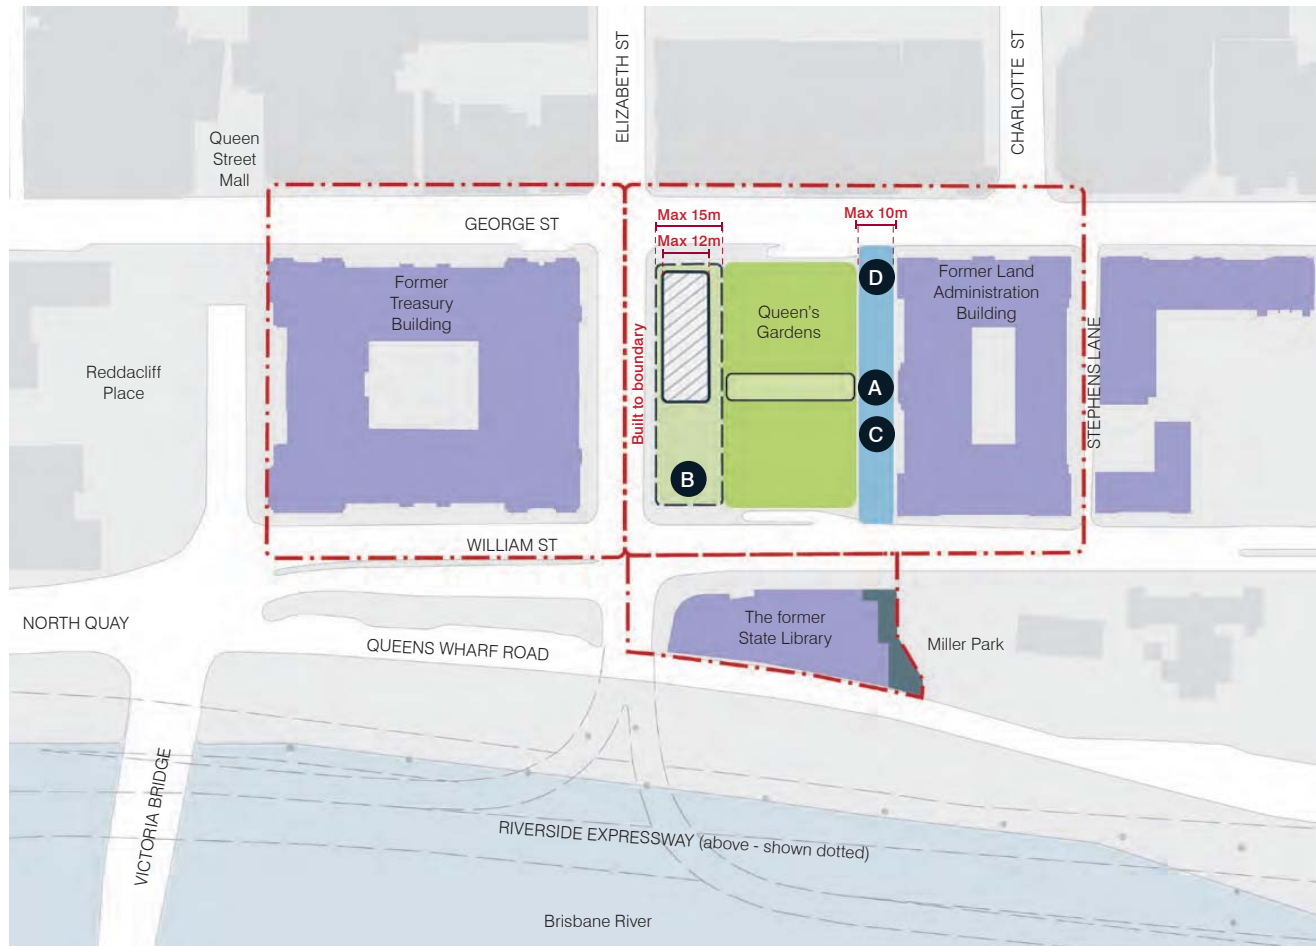 ELIZABETH ST
CHARLOTTE ST
Queen
Street
Mall
GEORGE ST
Max 15m
Max 10m
Max 12m
Former
Treasury
Building
D
Former Land
Administration
Building
Queen's
Gardens
Built to boundary
STEPHENS LANE
Reddacliff
Place
A
C
B
WILLIAM ST
NORTH QUAY
The former
State Library
Miller Park
QUEENS WHARF ROAD
VICTORIA BRIDGE
RIVERSIDE EXPRESSWAY (above - shown dotted)
Brisbane River